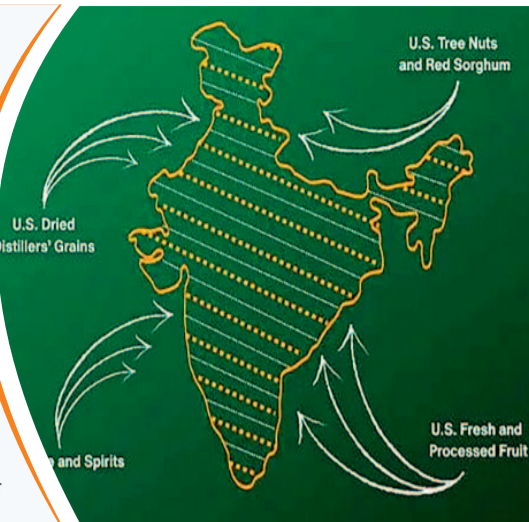 U.S. Tree Nuts
and Red Sorghum
U.S. Dried
Distillers' Grains
and Spirits
U.S. Fresh and
Processed Fruit